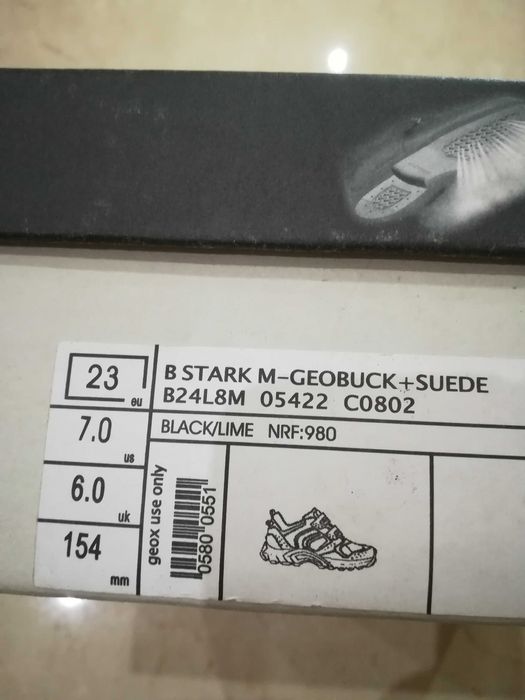 23 eu
B STARK M-GEOBUCK+SUEDE
B24L8M 05422 C0802
7.0 us
BLACK/LIME NRF:980
6.0 uk
154 mm
geox use only
0580 0551